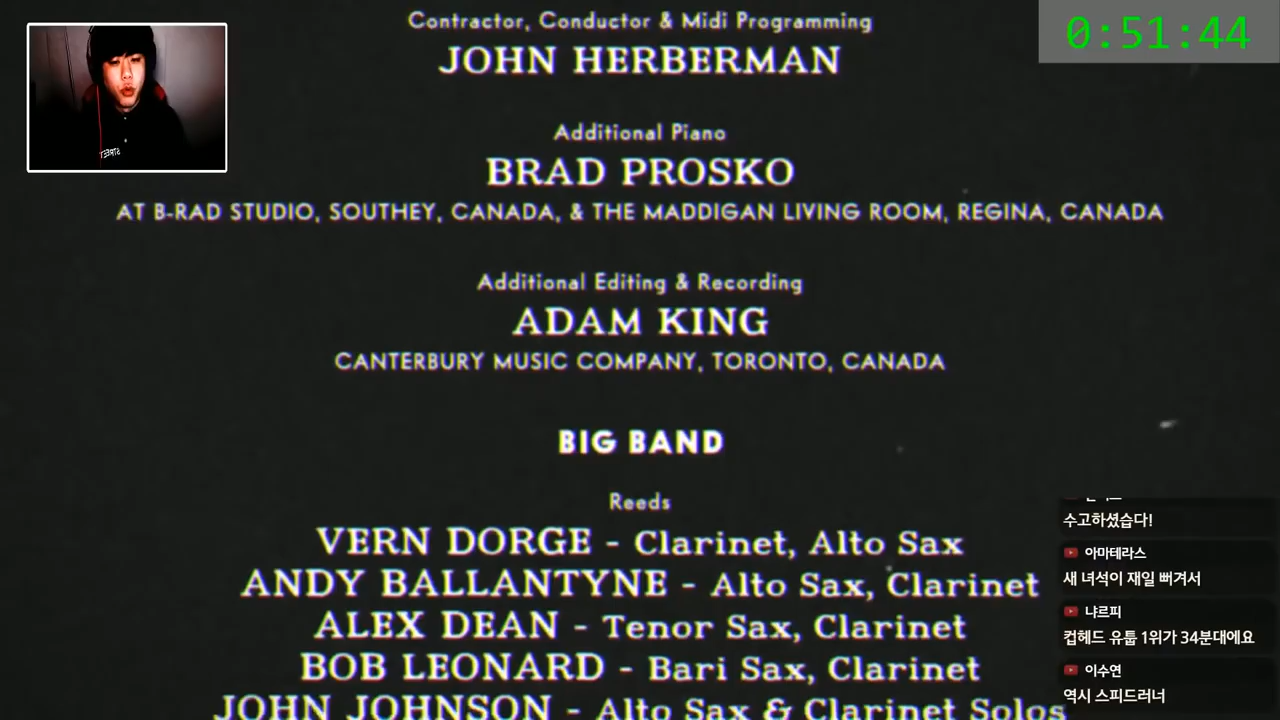 Contractor, Conductor & Midi Programming
JOHN HERBERMAN
0:51:44
Additional Piano
BRAD PROSKO
AT B-RAD STUDIO, SOUTHEY, CANADA, & THE MADDIGAN LIVING ROOM, REGINA, CANADA
Additional Editing & Recording
ADAM KING
CANTERBURY MUSIC COMPANY, TORONTO, CANADA
BIG BAND
Reeds
VERN DORGE - Clarinet, Alto Sax
ANDY BALLANTYNE - Alto Sax, Clarinet
ALEX DEAN - Tenor Sax, Clarinet
BOB LEONARD - Bari Sax, Clarinet
JOHN JOHNSON - Alto Sax & Clarinet Solos
수고하셨습다!
아마테라스
새 녀석이 재일 뻐겨서
냐르피
컵헤드 유툽 1위가 34분대에요
이수연
역시 스피드러너